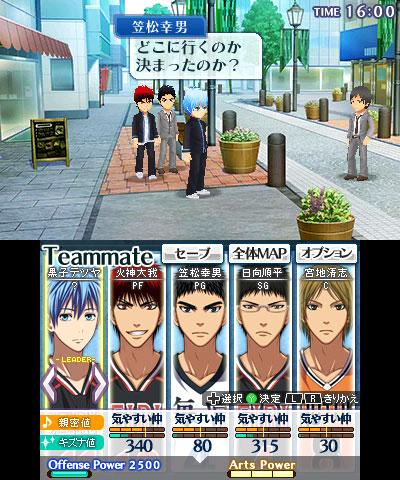 TIME 16:00
笠松幸男
どこに行くのか
決まったのか？
Teammate
セーブ
全体MAP
オプション
黒子テツヤ
?
火神大我
PF
笠松幸男
PG
日向順平
SG
宮地清志
C
-LEADER-
選択 Y 決定 L/R きりかえ
親密値
気やすい仲
気やすい仲
気やすい仲
気やすい仲
キズナ値
340
80
315
30
Offense Power 2500
Arts Power